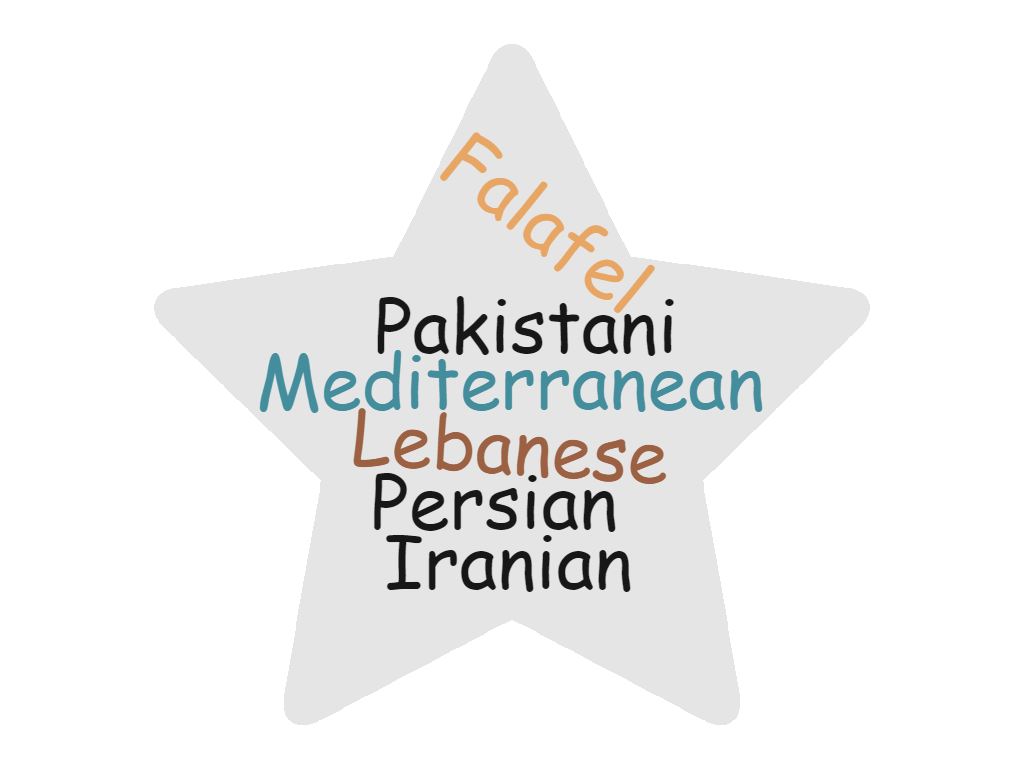 Falafel
Pakistani
Mediterranean
Lebanese
Persian
Iranian